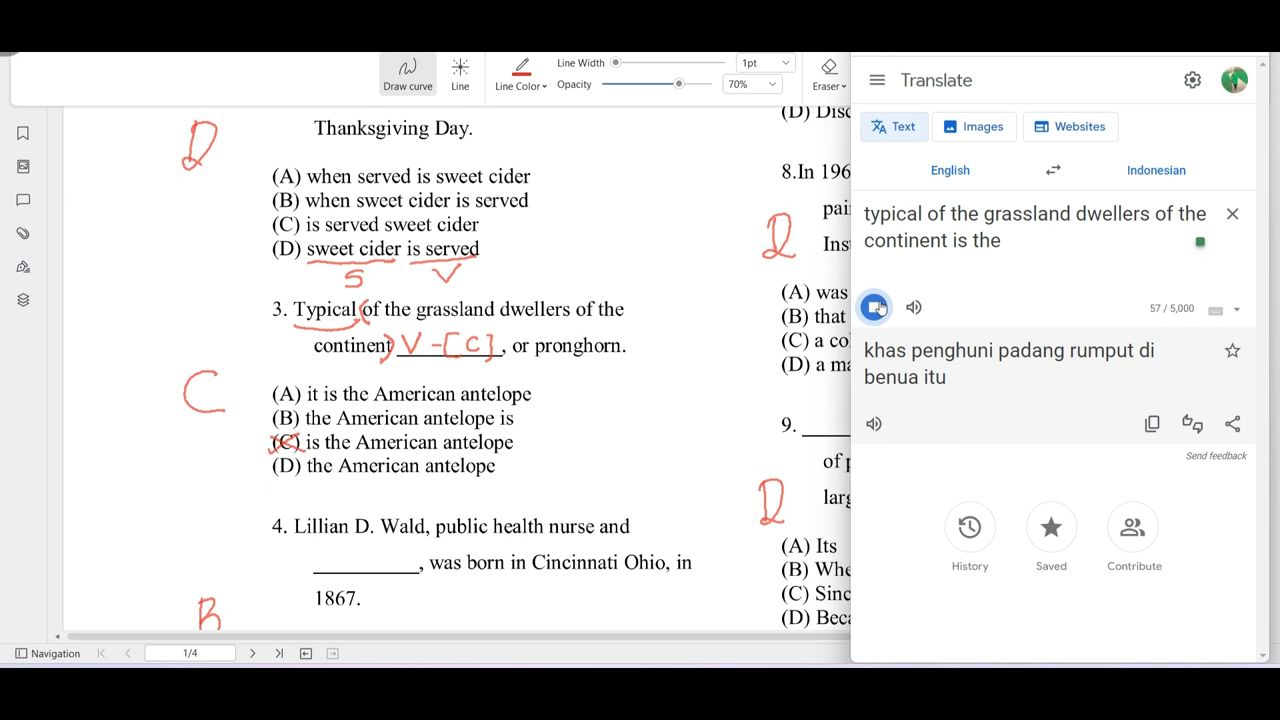 Draw curve
Line
Line Color
Line Width
1pt
Opacity
70%
Eraser
Thanksgiving Day.
D
(A) when served is sweet cider
(B) when sweet cider is served
(C) is served sweet cider
(D) sweet cider is served
S V
3. Typical of the grassland dwellers of the
continent __________, or pronghorn.
V - [C]
C
(A) it is the American antelope
(B) the American antelope is
(C) is the American antelope
(D) the American antelope
4. Lillian D. Wald, public health nurse and
__________, was born in Cincinnati Ohio, in
1867.
B
(D) Disc
8.In 196
pai
Ins
D
(A) was
(B) that
(C) a co
(D) a ma
9. _____
of p
larg
D
(A) Its
(B) Whe
(C) Sinc
(D) Beca
Navigation
1/4
Translate
Text
Images
Websites
English
Indonesian
typical of the grassland dwellers of the
continent is the
57 / 5,000
khas penghuni padang rumput di
benua itu
Send feedback
History
Saved
Contribute